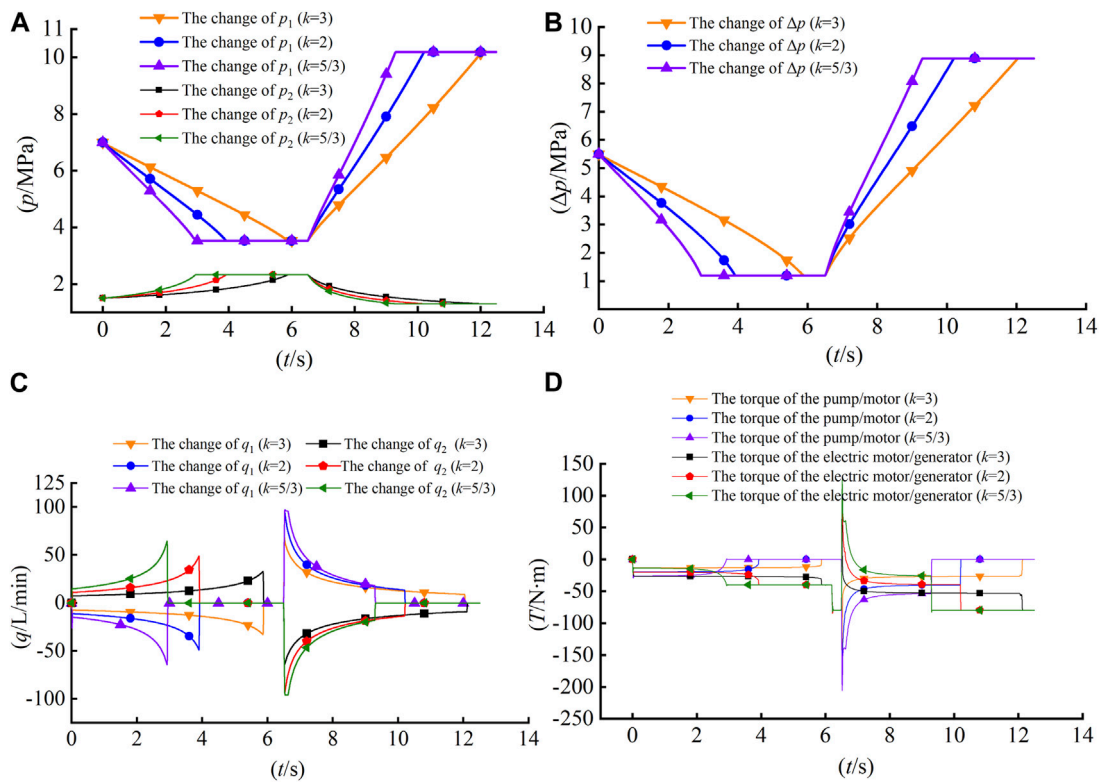 A
The change of p1 (k=3)
The change of p1 (k=2)
The change of p1 (k=5/3)
The change of p2 (k=3)
The change of p2 (k=2)
The change of p2 (k=5/3)
(p/MPa)
10
8
6
4
2
0 2 4 6 8 10 12 14
(t/s)
B
The change of Δp (k=3)
The change of Δp (k=2)
The change of Δp (k=5/3)
(Δp/MPa)
10
9
8
7
6
5
4
3
2
1
0
0 2 4 6 8 10 12 14
(t/s)
C
The change of q1 (k=3) The change of q2 (k=3)
The change of q1 (k=2) The change of q2 (k=2)
The change of q1 (k=5/3) The change of q2 (k=5/3)
(q/L/min)
125
100
50
0
-50
-100
0 2 4 6 8 10 12 14
(t/s)
D
The torque of the pump/motor (k=3)
The torque of the pump/motor (k=2)
The torque of the pump/motor (k=5/3)
The torque of the electric motor/generator (k=3)
The torque of the electric motor/generator (k=2)
The torque of the electric motor/generator (k=5/3)
(T/N·m)
150
100
50
0
-50
-100
-150
-200
-250
0 2 4 6 8 10 12 14
(t/s)